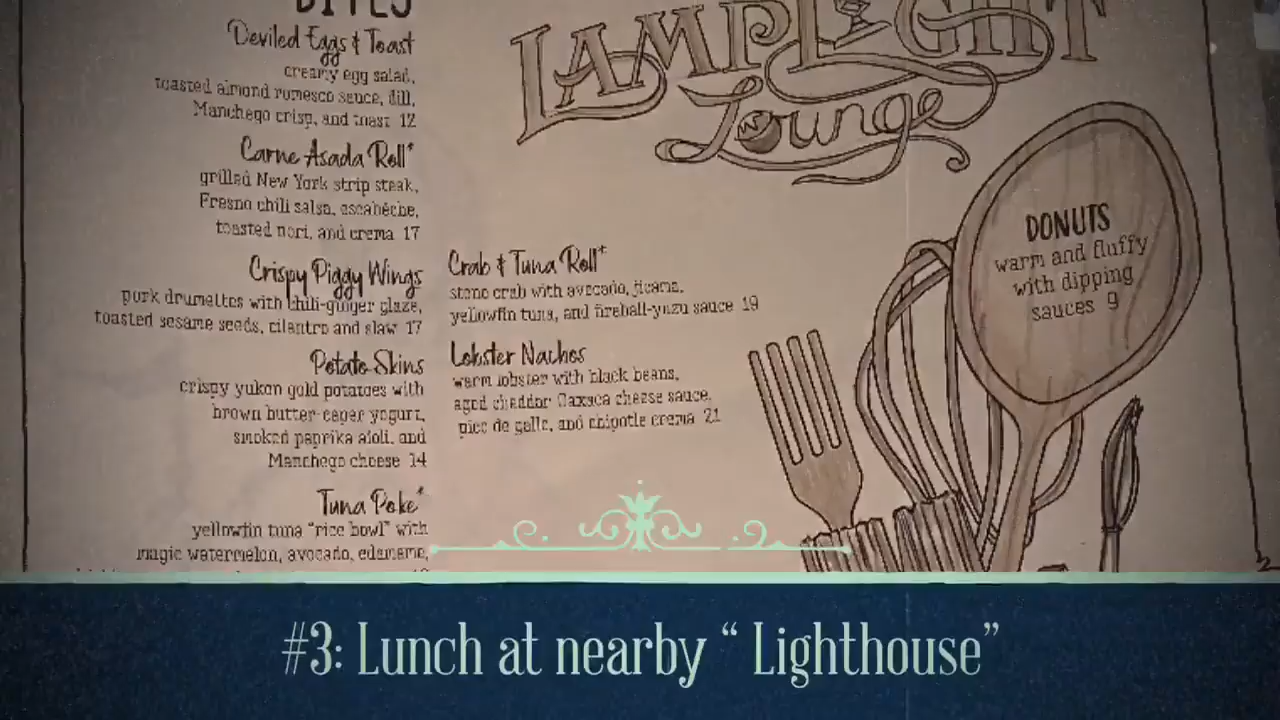 BITES
Deviled Eggs & Toast
creamy egg salad,
toasted almond romesco sauce, dill,
Manchego crisp, and toast 12
Carne Asada Roll*
grilled New York strip steak,
Fresno chili salsa, escabèche,
toasted nori, and crema 17
Crispy Piggy Wings
pork drumettes with chili-ginger glaze,
toasted sesame seeds, cilantro and slaw 17
Potato Skins
crispy yukon gold potatoes with
brown butter-caper yogurt,
smoked paprika aioli, and
Manchego cheese 14
Tuna Poke*
yellowfin tuna "rice bowl" with
magic watermelon, avocado, edamame,
LAMPLIGHT
Lounge
Crab & Tuna Roll*
stone crab with avocado, jicama,
yellowfin tuna, and fireball-yuzu sauce 19
Lobster Nachos
warm lobster with black beans,
aged cheddar Oaxaca cheese sauce,
pico de gallo, and chipotle crema 21
DONUTS
warm and fluffy
with dipping
sauces 9
#3: Lunch at nearby “ Lighthouse”